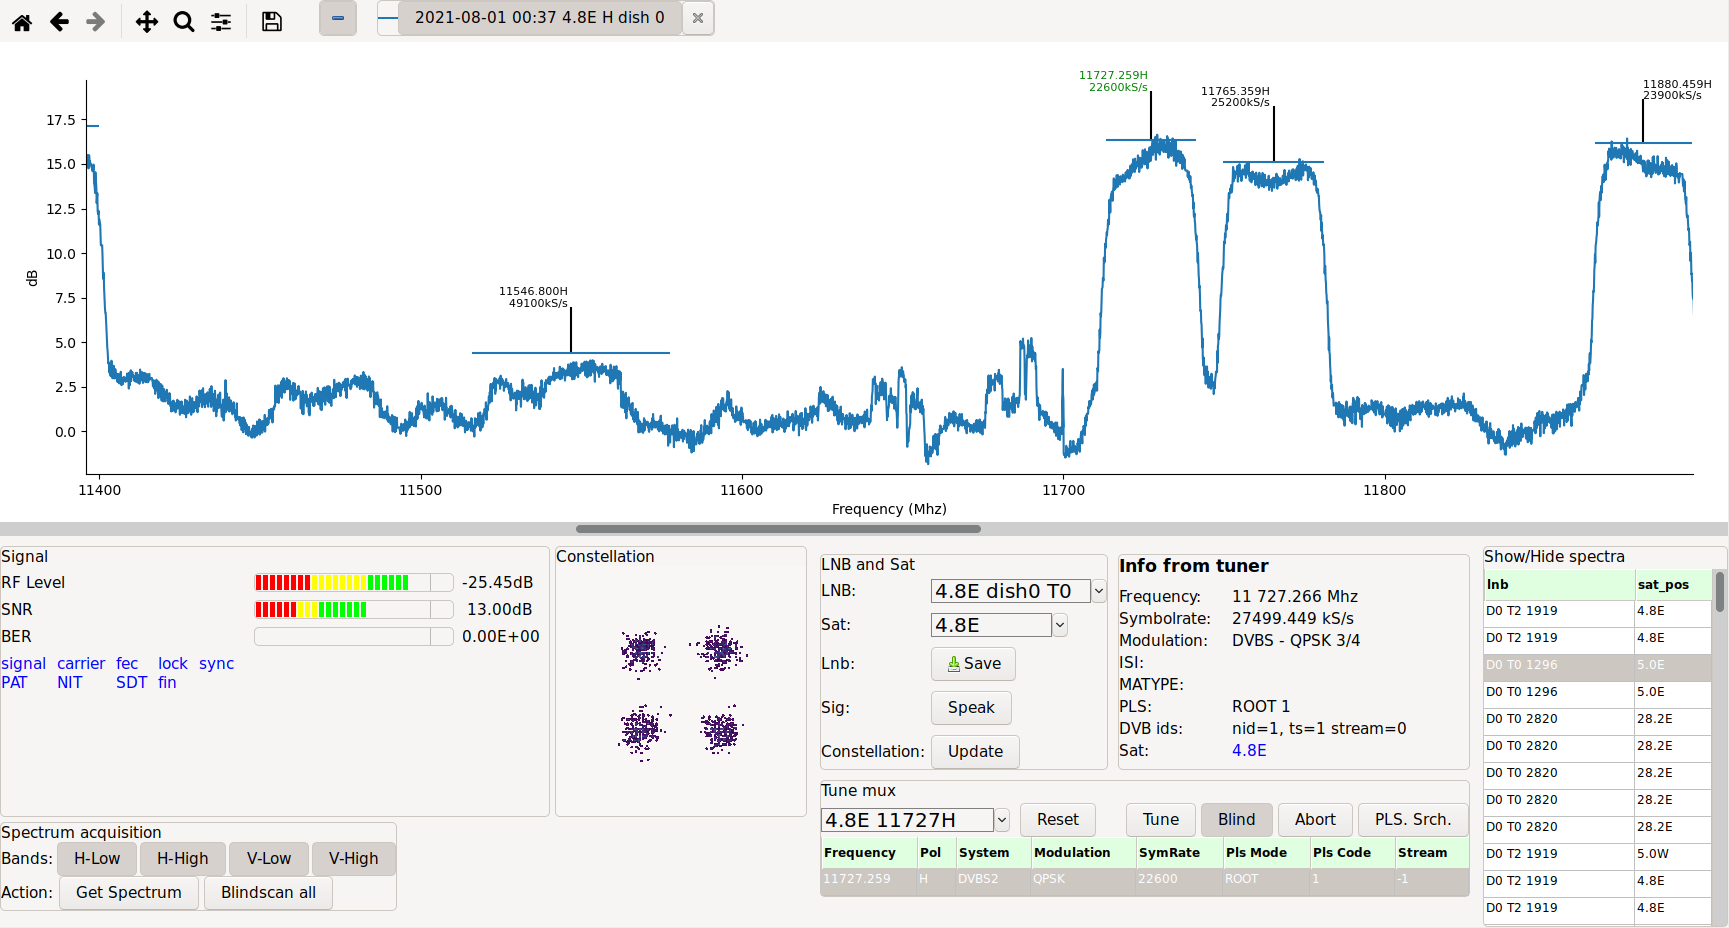 2021-08-01 00:37 4.8E H dish 0
11727.259H
22600kS/s
11765.359H
25200kS/s
11880.459H
23900kS/s
11546.800H
49100kS/s
17.5
15.0
12.5
10.0
7.5
5.0
2.5
0.0
dB
11400 11500 11600 11700 11800
Frequency (Mhz)
Signal
RF Level -25.45dB
SNR 13.00dB
BER 0.00E+00
signal carrier fec lock sync
PAT NIT SDT fin
Constellation
LNB and Sat
LNB: 4.8E dish0 T0
Sat: 4.8E
Lnb: Save
Sig: Speak
Constellation: Update
Info from tuner
Frequency: 11 727.266 Mhz
Symbolrate: 27499.449 kS/s
Modulation: DVBS - QPSK 3/4
ISI:
MATYPE:
PLS: ROOT 1
DVB ids: nid=1, ts=1 stream=0
Sat: 4.8E
Tune mux
4.8E 11727H Reset Tune Blind Abort PLS. Srch.
Frequency Pol System Modulation SymRate Pls Mode Pls Code Stream
11727.259 H DVBS2 QPSK 22600 ROOT 1 -1
Show/Hide spectra
lnb sat_pos
D0 T2 1919 4.8E
D0 T2 1919 4.8E
D0 T0 1296 5.0E
D0 T0 1296 5.0E
D0 T0 2820 28.2E
D0 T0 2820 28.2E
D0 T0 2820 28.2E
D0 T0 2820 28.2E
D0 T0 2820 28.2E
D0 T2 1919 5.0W
D0 T2 1919 4.8E
D0 T2 1919 4.8E
Spectrum acquisition
Bands: H-Low H-High V-Low V-High
Action: Get Spectrum Blindscan all